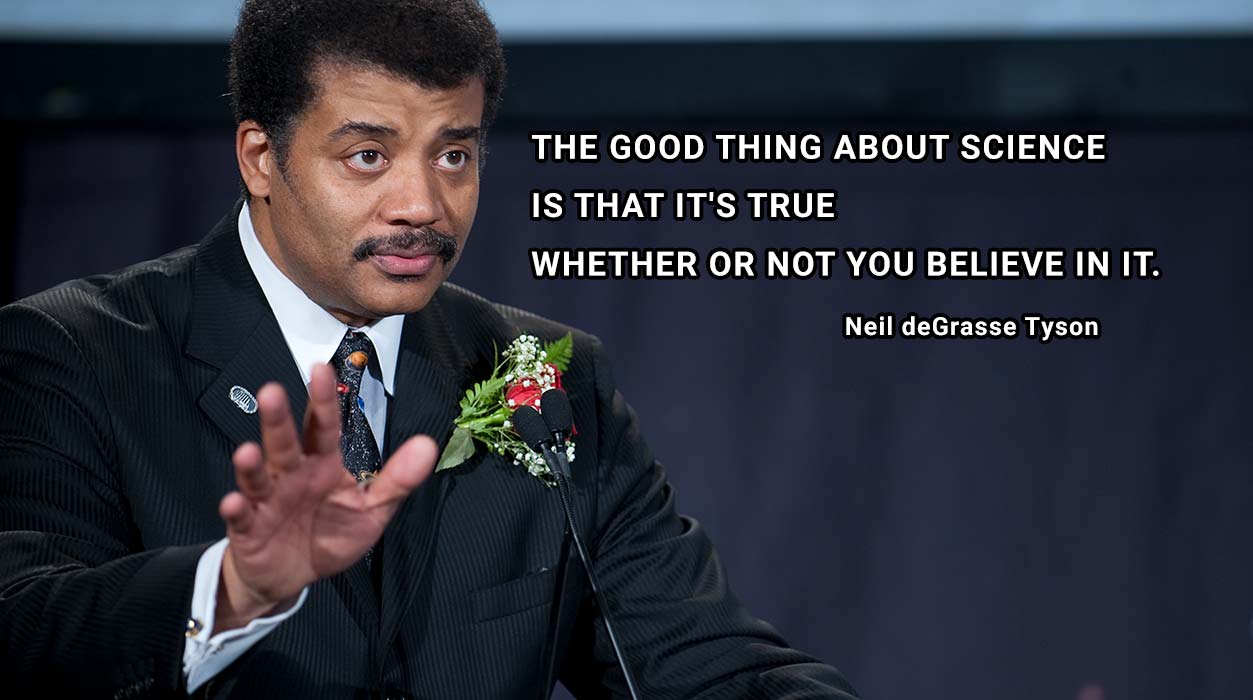 THE GOOD THING ABOUT SCIENCE
IS THAT IT'S TRUE
WHETHER OR NOT YOU BELIEVE IN IT.
Neil deGrasse Tyson